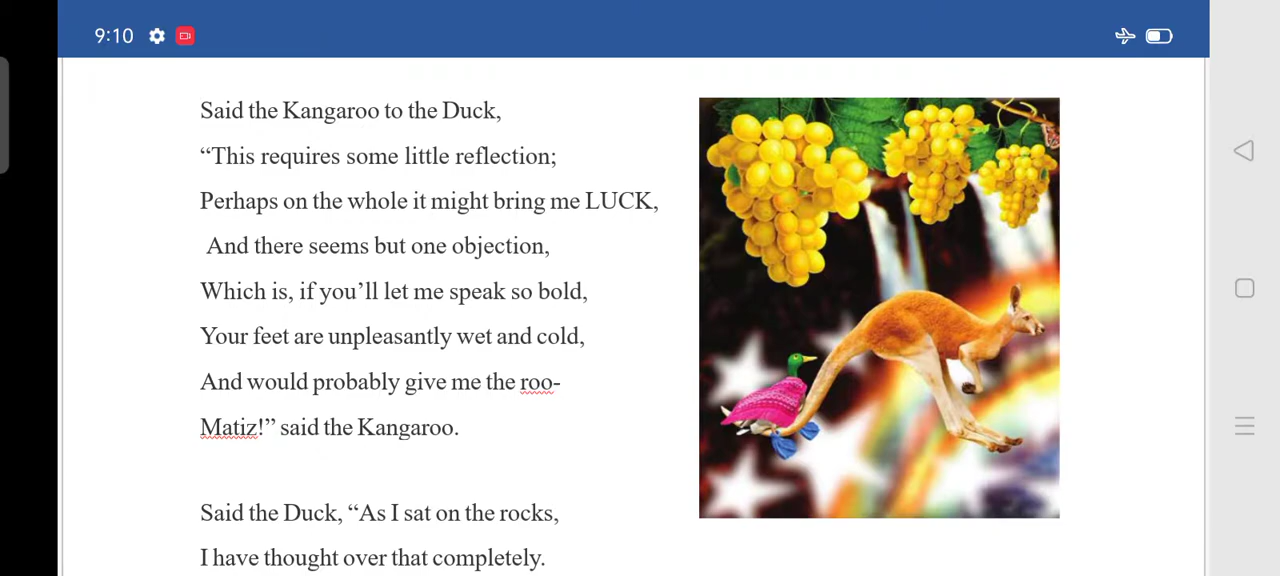 9:10
Said the Kangaroo to the Duck,
“This requires some little reflection;
Perhaps on the whole it might bring me LUCK,
And there seems but one objection,
Which is, if you’ll let me speak so bold,
Your feet are unpleasantly wet and cold,
And would probably give me the roo-
Matiz!” said the Kangaroo.
Said the Duck, “As I sat on the rocks,
I have thought over that completely.